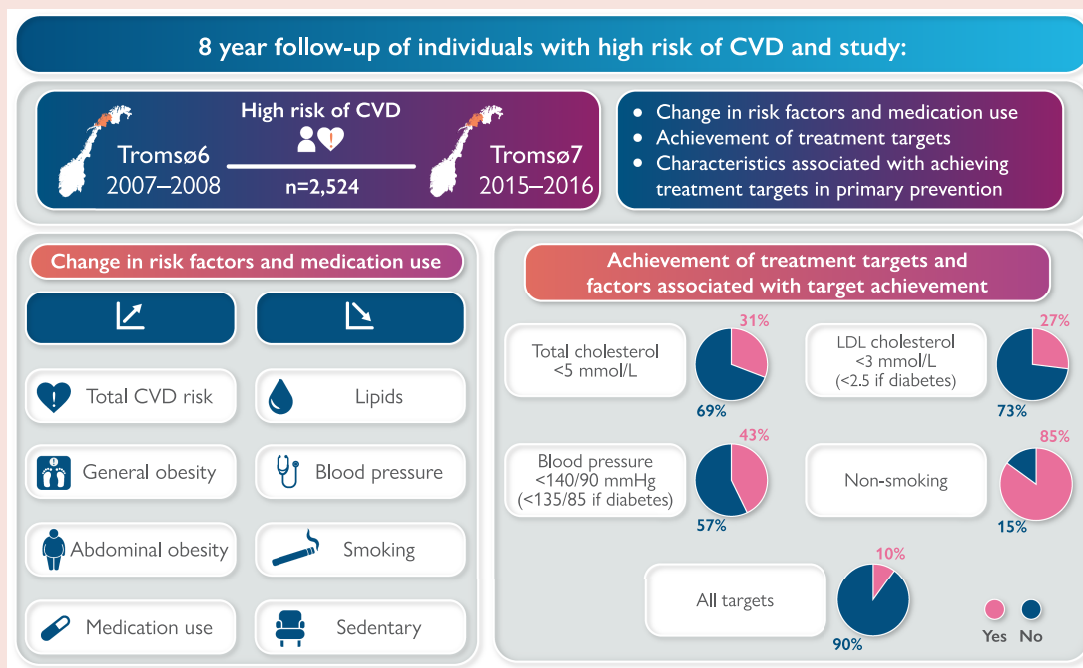 8 year follow-up of individuals with high risk of CVD and study:
High risk of CVD
Tromsø6
2007–2008
n=2,524
Tromsø7
2015–2016
• Change in risk factors and medication use
• Achievement of treatment targets
• Characteristics associated with achieving
treatment targets in primary prevention
Change in risk factors and medication use
Total CVD risk
Lipids
General obesity
Blood pressure
Abdominal obesity
Smoking
Medication use
Sedentary
Achievement of treatment targets and
factors associated with target achievement
Total cholesterol
<5 mmol/L
31%
69%
LDL cholesterol
<3 mmol/L
(<2.5 if diabetes)
27%
73%
Blood pressure
<140/90 mmHg
(<135/85 if diabetes)
43%
57%
Non-smoking
85%
15%
All targets
10%
90%
Yes No